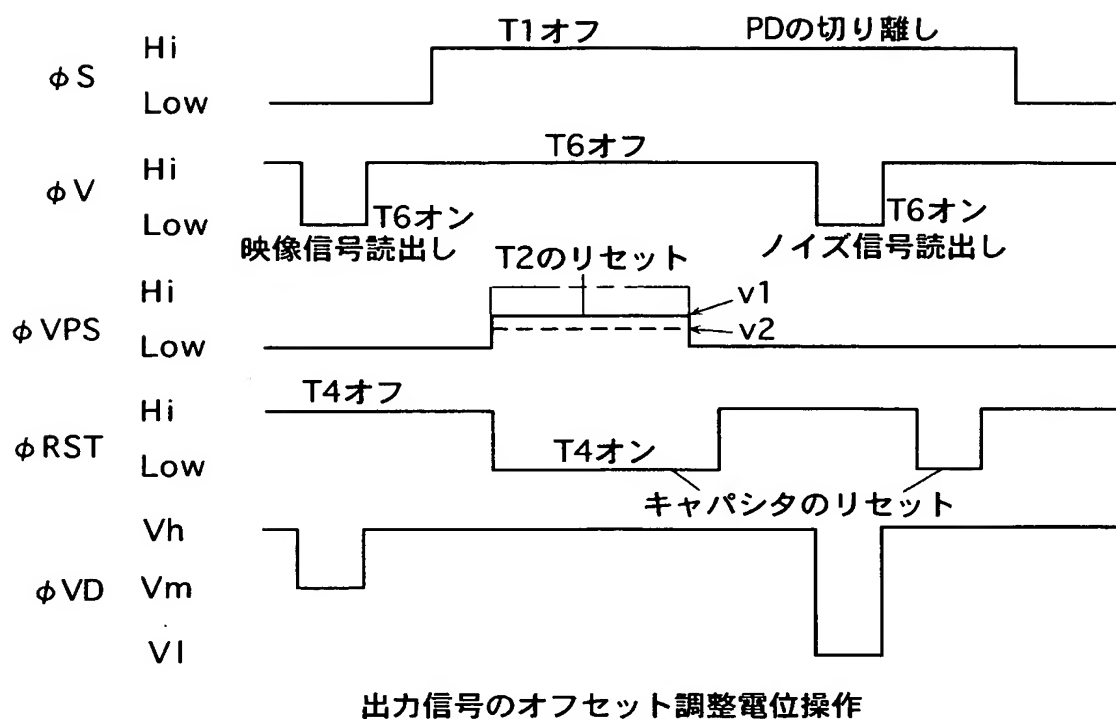 T1オフ PDの切り離し
Hi
φS
Low
T6オフ
Hi
φV
Low
T6オン
映像信号読出し
T6オン
ノイズ信号読出し
T2のリセット
Hi
v1
φVPS
v2
Low
T4オフ
Hi
φRST
T4オン
Low
キャパシタのリセット
Vh
φVD
Vm
Vl
出力信号のオフセット調整電位操作